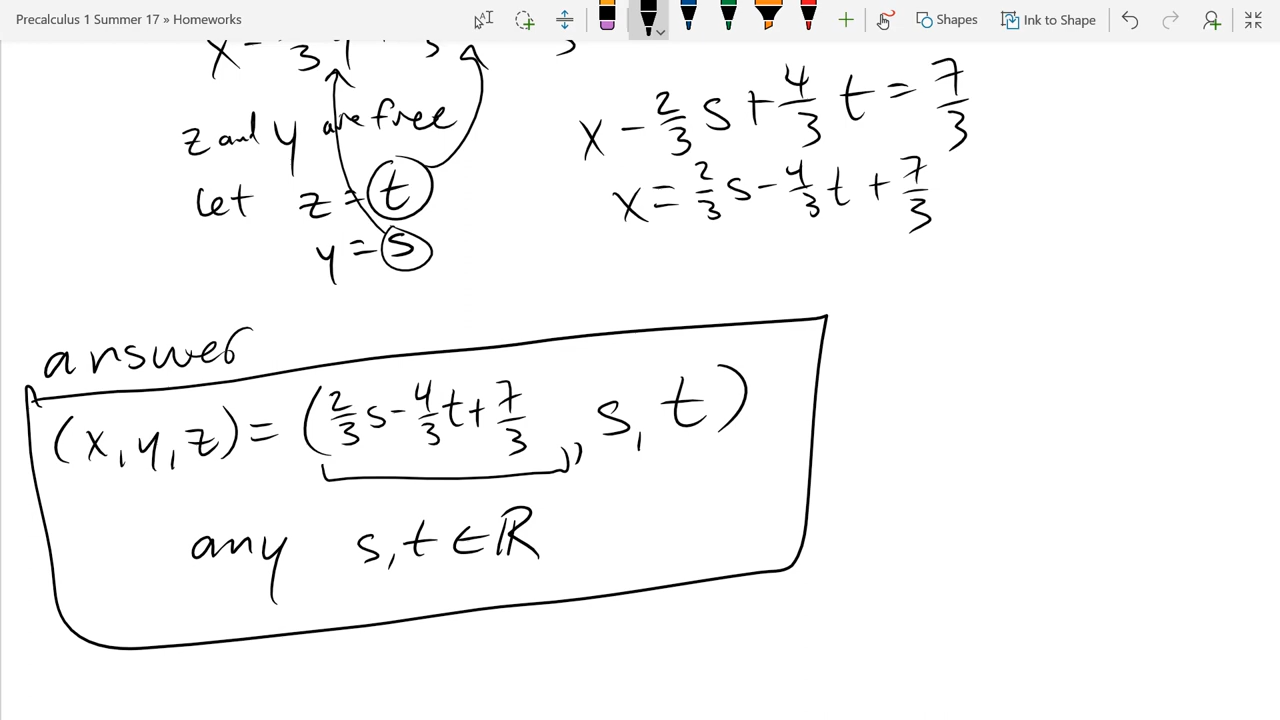 Precalculus 1 Summer 17 » Homeworks
Shapes
Ink to Shape
z and y are free
let z = t
y = s
x - 2/3 s + 4/3 t = 7/3
x = 2/3 s - 4/3 t + 7/3
answer
(x, y, z) = (2/3 s - 4/3 t + 7/3, s, t)
any s, t ∈ ℝ